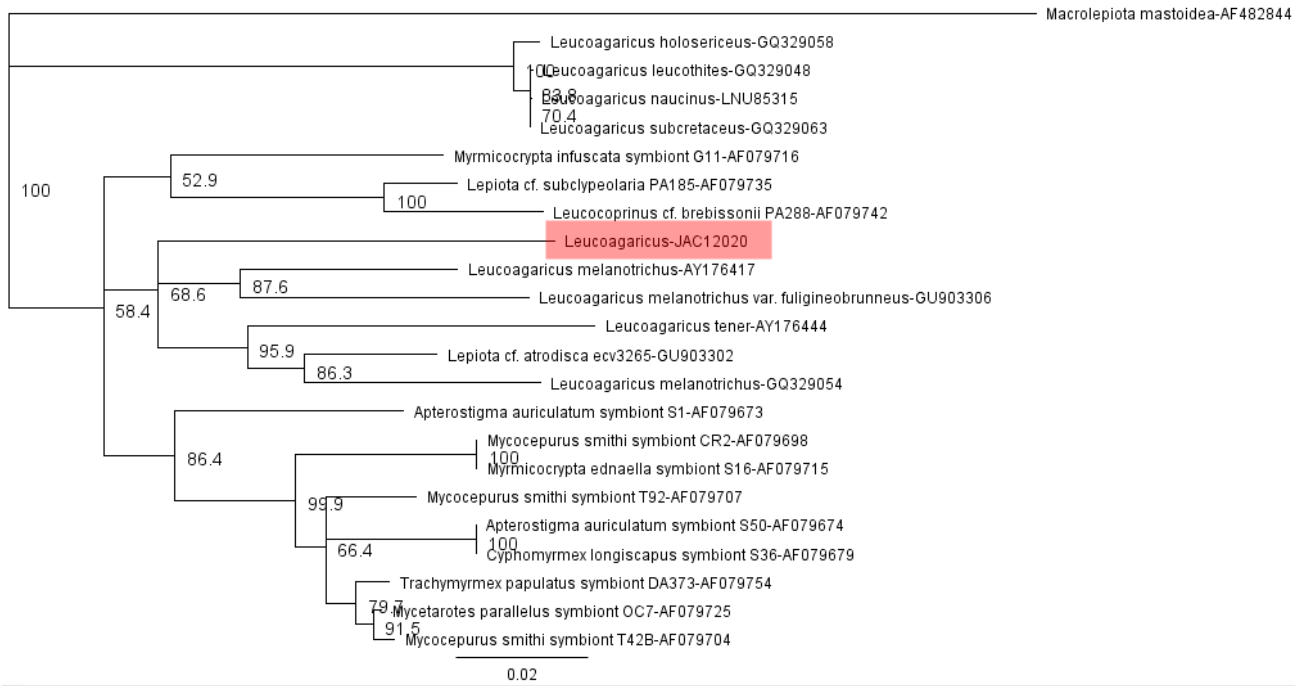 Macrolepiota mastoidea-AF482844
Leucoagaricus holosericeus-GQ329058
100
Leucoagaricus leucothites-GQ329048
83.8
Leucoagaricus naucinus-LNU85315
70.4
Leucoagaricus subcretaceus-GQ329063
Myrmicocrypta infuscata symbiont G11-AF079716
52.9
Lepiota cf. subclypeolaria PA185-AF079735
100
100
Leucocoprinus cf. brebissonii PA288-AF079742
Leucoagaricus-JAC12020
Leucoagaricus melanotrichus-AY176417
87.6
68.6
Leucoagaricus melanotrichus var. fuligineobrunneus-GU903306
58.4
Leucoagaricus tener-AY176444
95.9
Lepiota cf. atrodisca ecv3265-GU903302
86.3
Leucoagaricus melanotrichus-GQ329054
Apterostigma auriculatum symbiont S1-AF079673
Mycocepurus smithi symbiont CR2-AF079698
86.4
100
Myrmicocrypta ednaella symbiont S16-AF079715
Mycocepurus smithi symbiont T92-AF079707
99.9
Apterostigma auriculatum symbiont S50-AF079674
100
66.4
Cyphomyrmex longiscapus symbiont S36-AF079679
Trachymyrmex papulatus symbiont DA373-AF079754
79.7
Mycetarotes parallelus symbiont OC7-AF079725
91.5
Mycocepurus smithi symbiont T42B-AF079704
0.02